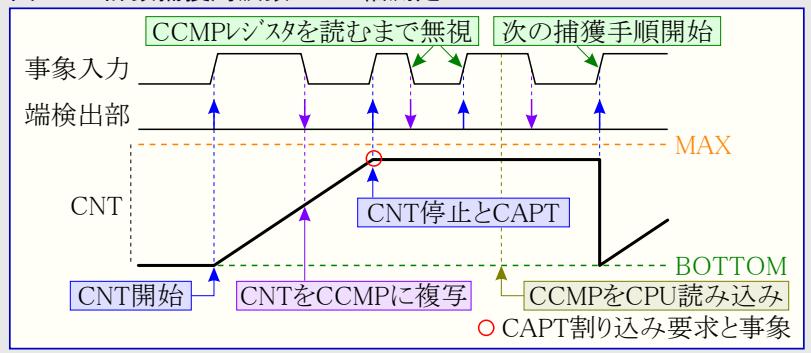 CCMPレジスタを読むまで無視
次の捕獲手順開始
事象入力
端検出部
MAX
CNT
CNT停止とCAPT
BOTTOM
CNT開始
CNTをCCMPに複写
CCMPをCPU読み込み
CAPT割り込み要求と事象